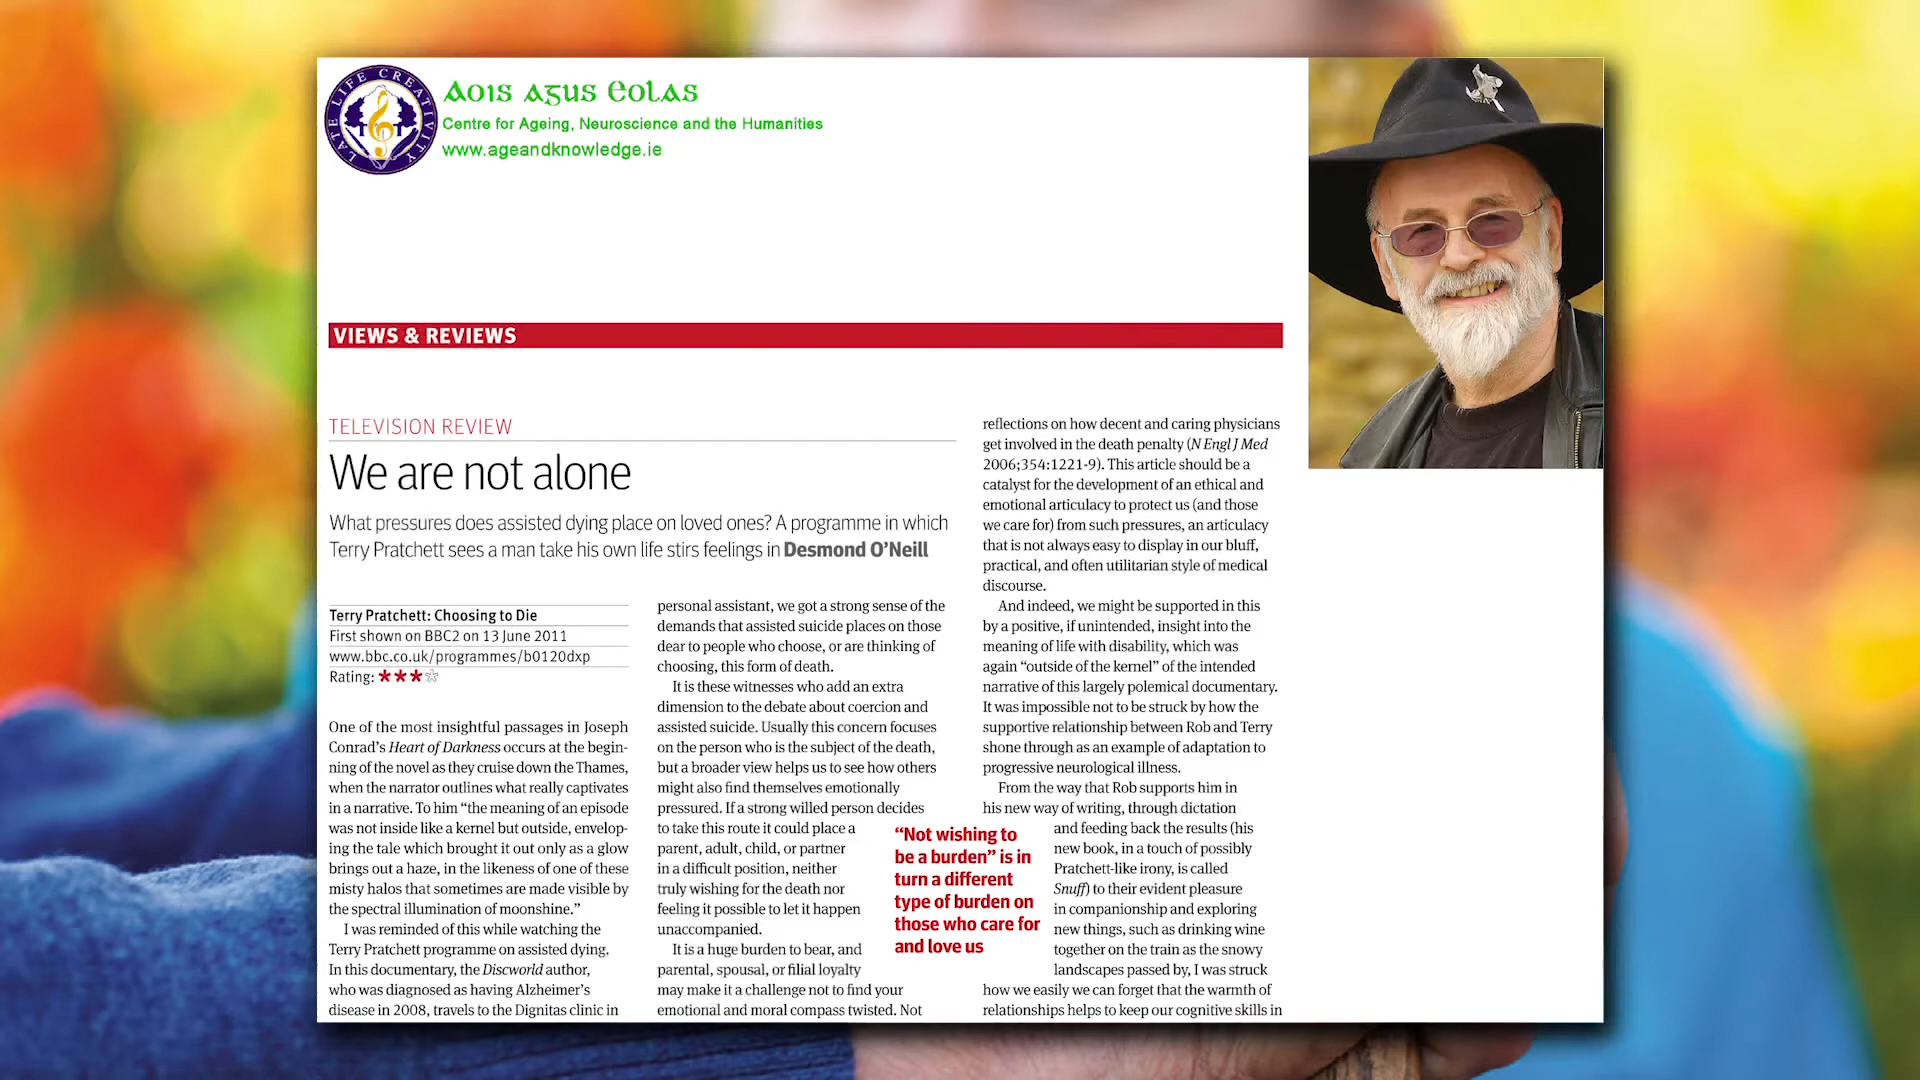 LATE LIFE CREATIVITY
Aois agus Eolas
Centre for Ageing, Neuroscience and the Humanities
www.ageandknowledge.ie
VIEWS & REVIEWS
TELEVISION REVIEW
We are not alone
What pressures does assisted dying place on loved ones? A programme in which
Terry Pratchett sees a man take his own life stirs feelings in Desmond O’Neill
Terry Pratchett: Choosing to Die
First shown on BBC2 on 13 June 2011
www.bbc.co.uk/programmes/b0120dxp
Rating: ***☆
One of the most insightful passages in Joseph
Conrad’s Heart of Darkness occurs at the begin-
ning of the novel as they cruise down the Thames,
when the narrator outlines what really captivates
in a narrative. To him “the meaning of an episode
was not inside like a kernel but outside, envelop-
ing the tale which brought it out only as a glow
brings out a haze, in the likeness of one of these
misty halos that sometimes are made visible by
the spectral illumination of moonshine.”
I was reminded of this while watching the
Terry Pratchett programme on assisted dying.
In this documentary, the Discworld author,
who was diagnosed as having Alzheimer’s
disease in 2008, travels to the Dignitas clinic in
personal assistant, we got a strong sense of the
demands that assisted suicide places on those
dear to people who choose, or are thinking of
choosing, this form of death.
It is these witnesses who add an extra
dimension to the debate about coercion and
assisted suicide. Usually this concern focuses
on the person who is the subject of the death,
but a broader view helps us to see how others
might also find themselves emotionally
pressured. If a strong willed person decides
to take this route it could place a
parent, adult, child, or partner
in a difficult position, neither
truly wishing for the death nor
feeling it possible to let it happen
unaccompanied.
It is a huge burden to bear, and
parental, spousal, or filial loyalty
may make it a challenge not to find your
emotional and moral compass twisted. Not
“Not wishing to
be a burden” is in
turn a different
type of burden on
those who care for
and love us
reflections on how decent and caring physicians
get involved in the death penalty (N Engl J Med
2006;354:1221-9). This article should be a
catalyst for the development of an ethical and
emotional articulacy to protect us (and those
we care for) from such pressures, an articulacy
that is not always easy to display in our bluff,
practical, and often utilitarian style of medical
discourse.
And indeed, we might be supported in this
by a positive, if unintended, insight into the
meaning of life with disability, which was
again “outside of the kernel” of the intended
narrative of this largely polemical documentary.
It was impossible not to be struck by how the
supportive relationship between Rob and Terry
shone through as an example of adaptation to
progressive neurological illness.
From the way that Rob supports him in
his new way of writing, through dictation
and feeding back the results (his
new book, in a touch of possibly
Pratchett-like irony, is called
Snuff) to their evident pleasure
in companionship and exploring
new things, such as drinking wine
together on the train as the snowy
landscapes passed by, I was struck
how we easily we can forget that the warmth of
relationships helps to keep our cognitive skills in